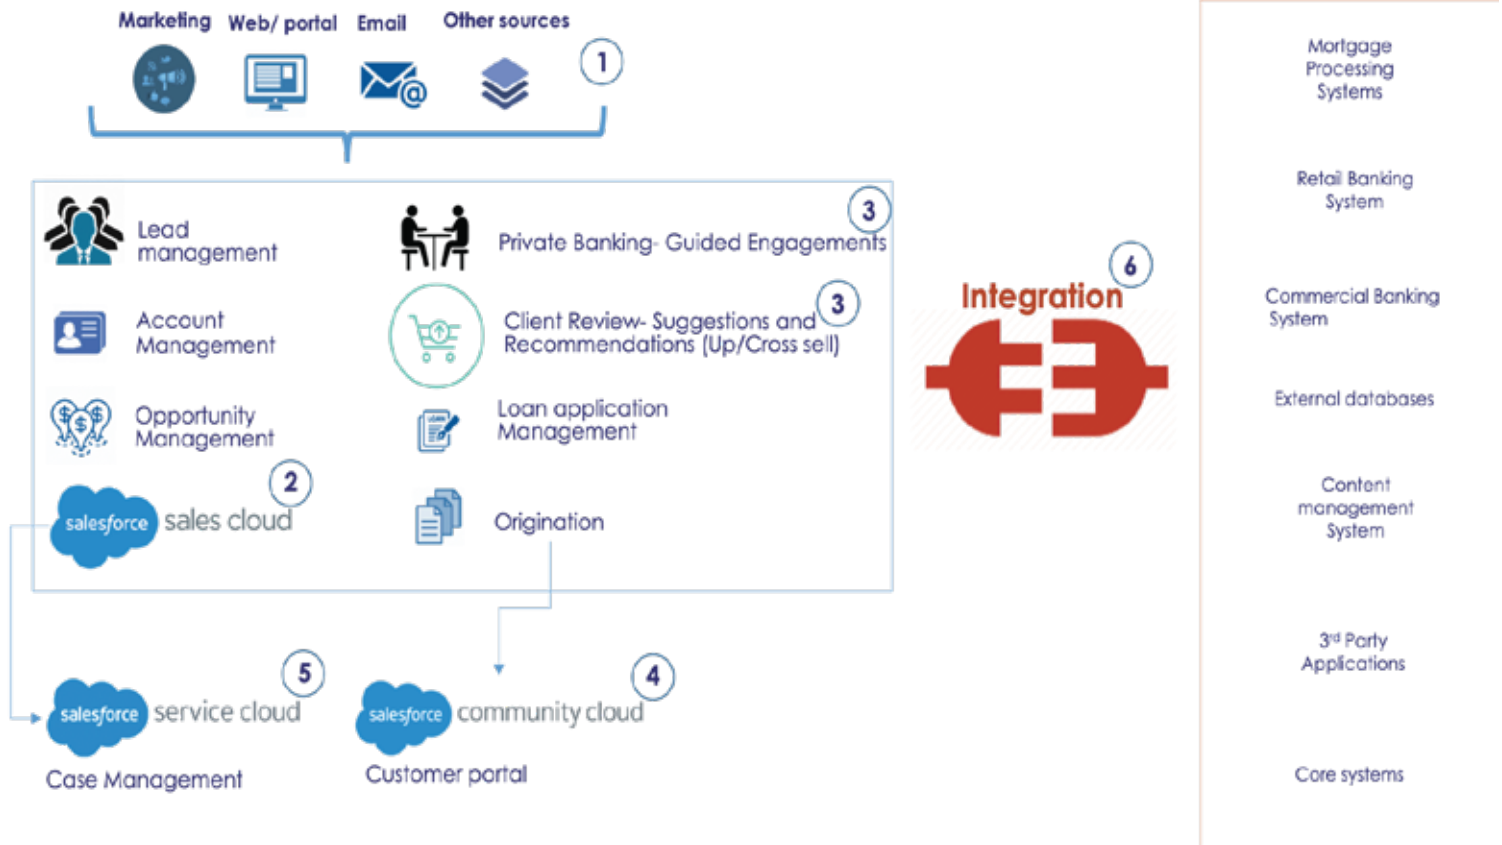 Marketing
Web/ portal
Email
Other sources
1
Lead
management
3
Private Banking- Guided Engagements
Account
Management
3
Client Review- Suggestions and
Recommendations (Up/Cross sell)
Opportunity
Management
Loan application
Management
2
salesforce sales cloud
Origination
5
salesforce service cloud
Case Management
4
salesforce community cloud
Customer portal
6
Integration
Mortgage
Processing
Systems
Retail Banking
System
Commercial Banking
System
External databases
Content
management
System
3rd Party
Applications
Core systems